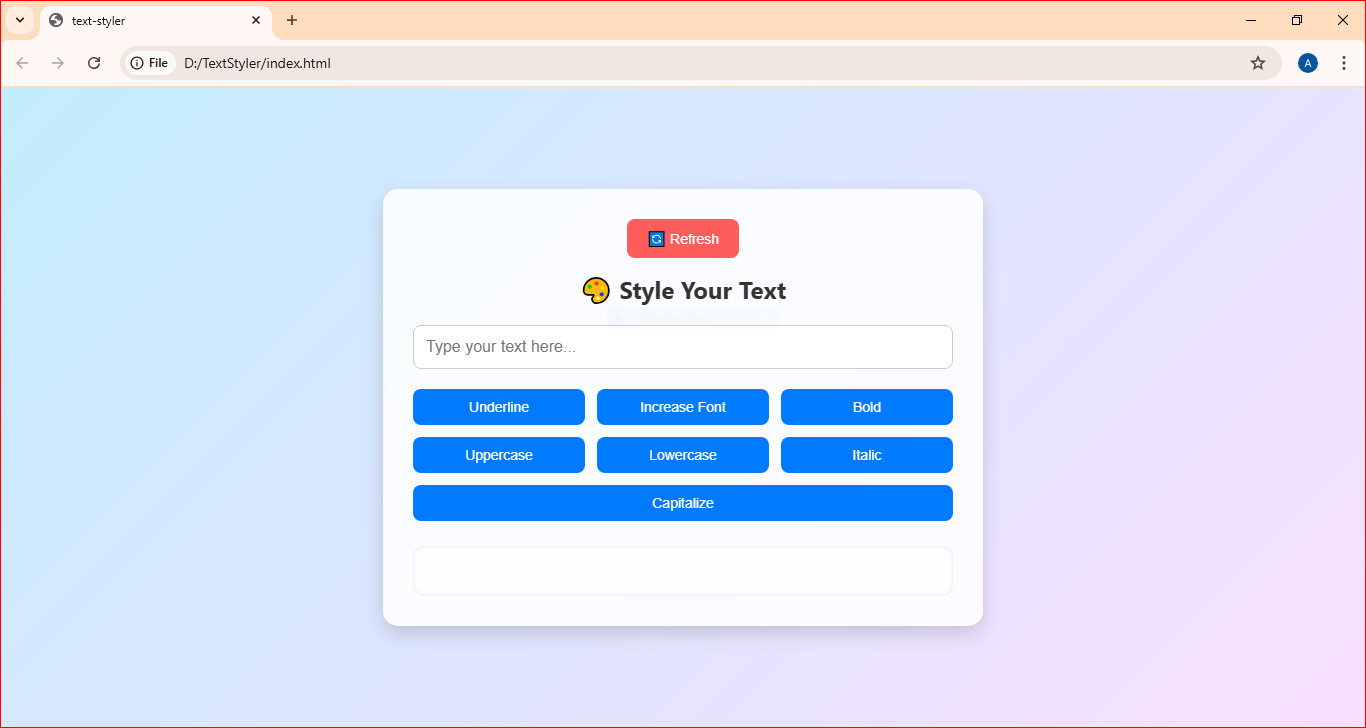 text-styler
File D:/TextStyler/index.html A
Refresh
Style Your Text
Type your text here...
Underline Increase Font Bold
Uppercase Lowercase Italic
Capitalize